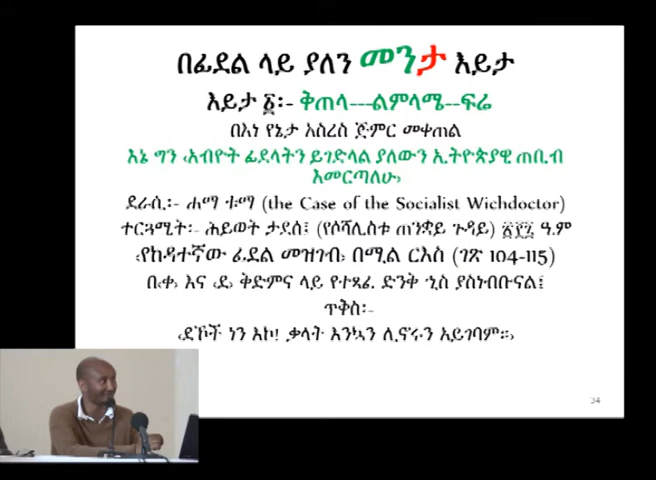 በፊደል ላይ ያለን መንታ እይታ
እይታ ፩፡- ቅጠላ---ልምላሜ--ፍሬ
በእነ የኔታ አስረስ ጅምር መቀጠል
እኔ ግን ‹አብዮት ፊደላትን ይገድላል ያለውን ኢትዮጵያዊ ጠቢብ
እመርጣለሁ›
ደራሲ፡- ሐማ ቱማ (the Case of the Socialist Wichdoctor)
ተርጓሚት፡- ሕይወት ታደሰ፤ (የሶሻሊስቱ ጠንቋይ ጉዳይ) ዓ.ም
‹የከዳተኛው ፊደል መዝገብ› በሚል ርእስ (ገጽ 104-115)
በ‹ቀ› እና ‹ደ› ቅድምና ላይ የተጻፈ ድንቅ ኂስ ያስነብቡናል፤
ጥቅስ፡-
‹ደኾች ነን እኮ! ቃላት እንኳን ሊኖሩን አይገባም።›
34